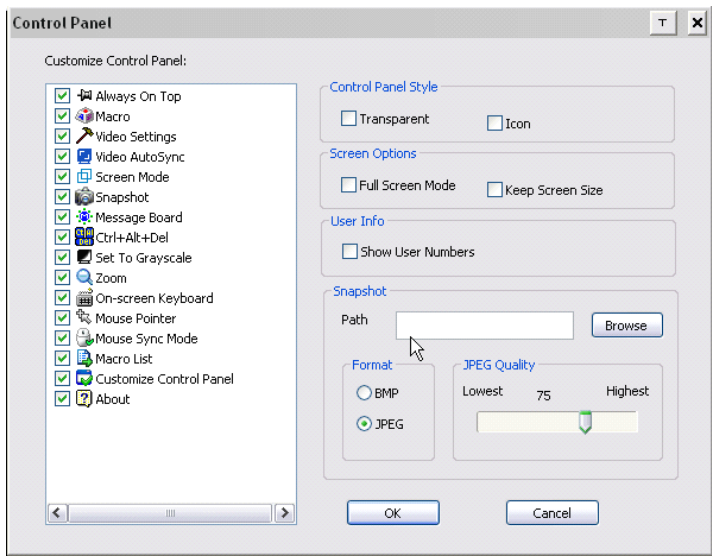 Control Panel
T
Customize Control Panel:
Always On Top
Macro
Video Settings
Video AutoSync
Screen Mode
Snapshot
Message Board
Ctrl+Alt+Del
Set To Grayscale
Zoom
On-screen Keyboard
Mouse Pointer
Mouse Sync Mode
Macro List
Customize Control Panel
About
Control Panel Style
Transparent Icon
Screen Options
Full Screen Mode Keep Screen Size
User Info
Show User Numbers
Snapshot
Path Browse
Format
BMP
JPEG
JPEG Quality
Lowest 75 Highest
OK Cancel